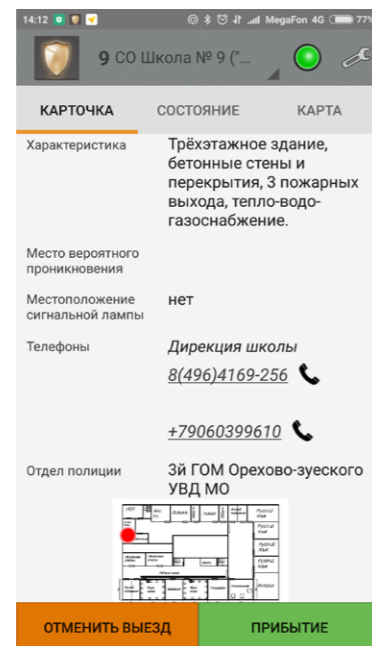 14:12 MegaFon 4G 77%
9 СО Школа № 9 ("...
КАРТОЧКА СОСТОЯНИЕ КАРТА
Характеристика Трёхэтажное здание,
бетонные стены и
перекрытия, 3 пожарных
выхода, тепло-водо-
газоснабжение.
Место вероятного
проникновения
Местоположение нет
сигнальной лампы
Телефоны Дирекция школы
8(496)4169-256
+79060399610
Отдел полиции 3й ГОМ Орехово-зуеского
УВД МО
ОТМЕНИТЬ ВЫЕЗД ПРИБЫТИЕ